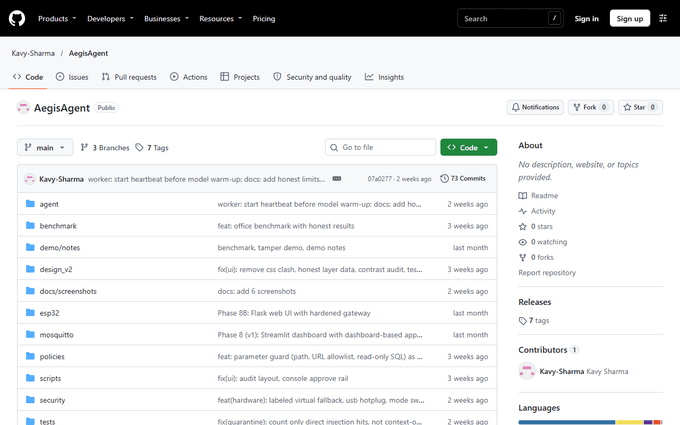 Products Developers Businesses Resources Pricing Search / Sign in Sign up
Kavy-Sharma / AegisAgent
Code Issues Pull requests Actions Projects Security and quality Insights
AegisAgent Public Notifications Fork 0 Star 0
main 3 Branches 7 Tags Go to file Code
Kavy-Sharma worker: start heartbeat before model warm-up: docs: add honest limits... 07a0277 · 2 weeks ago 73 Commits
agent worker: start heartbeat before model warm-up: docs: add ho... 2 weeks ago
benchmark feat: office benchmark with honest results 3 weeks ago
demo/notes benchmark, tamper demo, demo notes last month
design_v2 fix(ui): remove css clash, honest layer data, contrast audit, tes... 3 weeks ago
docs/screenshots docs: add 6 screenshots 2 weeks ago
esp32 Phase 8B: Flask web UI with hardened gateway last month
mosquitto Phase 8 (v1): Streamlit dashboard with dashboard-based app... last month
policies feat: parameter guard (path, URL allowlist, read-only SQL) as ... 3 weeks ago
scripts fix(ui): audit layout, console approve rail 3 weeks ago
security feat(hardware): labeled virtual fallback, usb hotplug, mode sw... 2 weeks ago
tests fix(quarantine): count only direct injection hits, not context-o... 2 weeks ago
About
No description, website, or topics
provided.
Readme
Activity
0 stars
0 watching
0 forks
Report repository
Releases
7 tags
Contributors 1
Kavy-Sharma Kavy Sharma
Languages